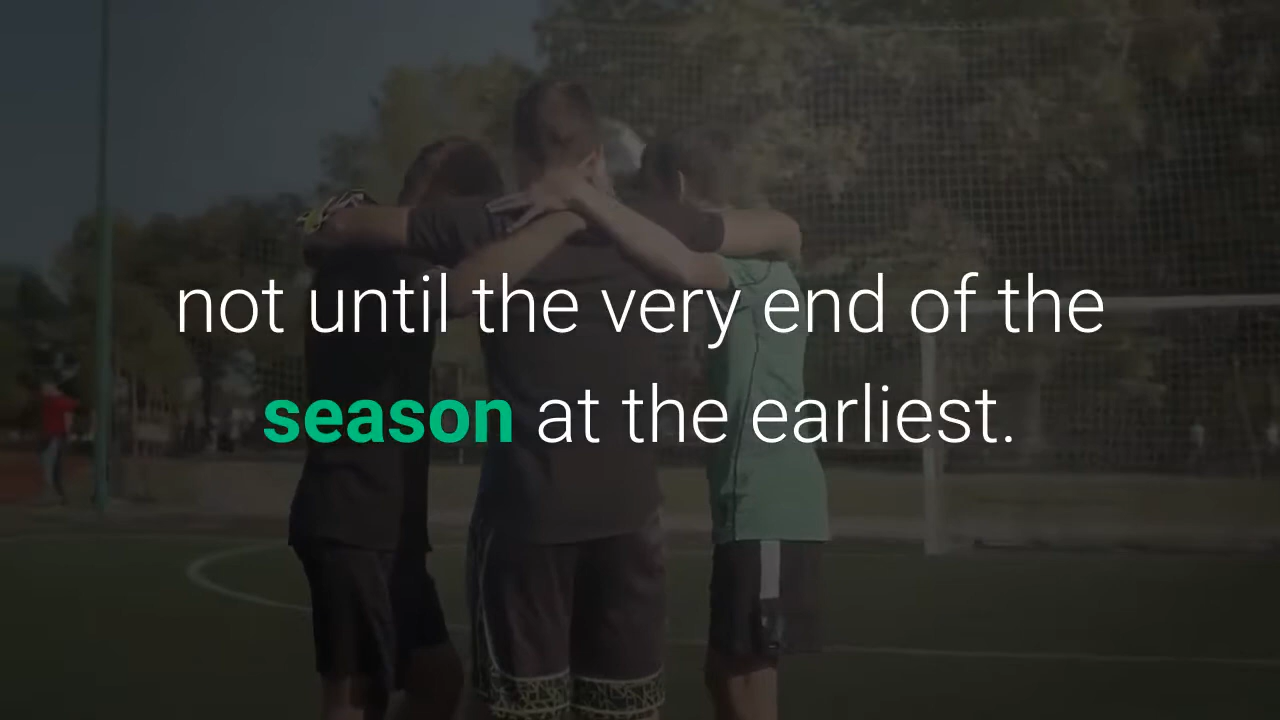 not until the very end of the
season at the earliest.